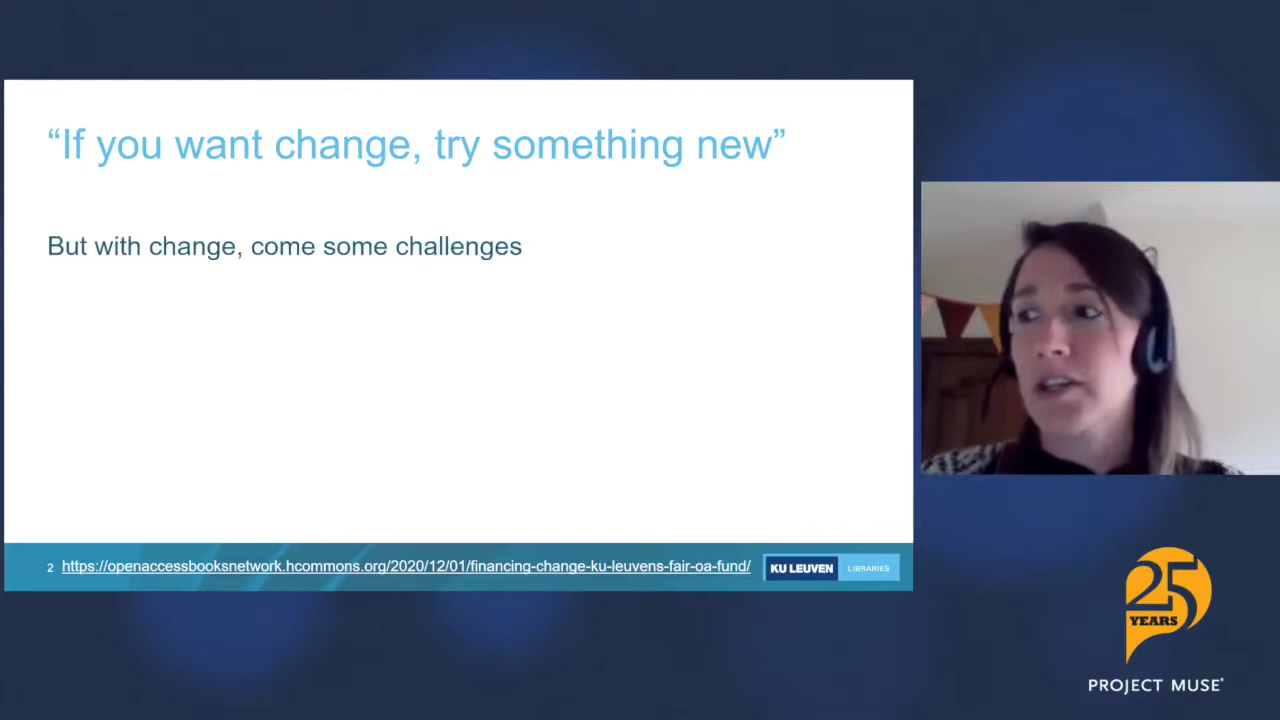 “If you want change, try something new”
But with change, come some challenges
2 https://openaccessbooksnetwork.hcommons.org/2020/12/01/financing-change-ku-leuvens-fair-oa-fund/
KU LEUVEN LIBRARIES
25
YEARS
PROJECT MUSE®